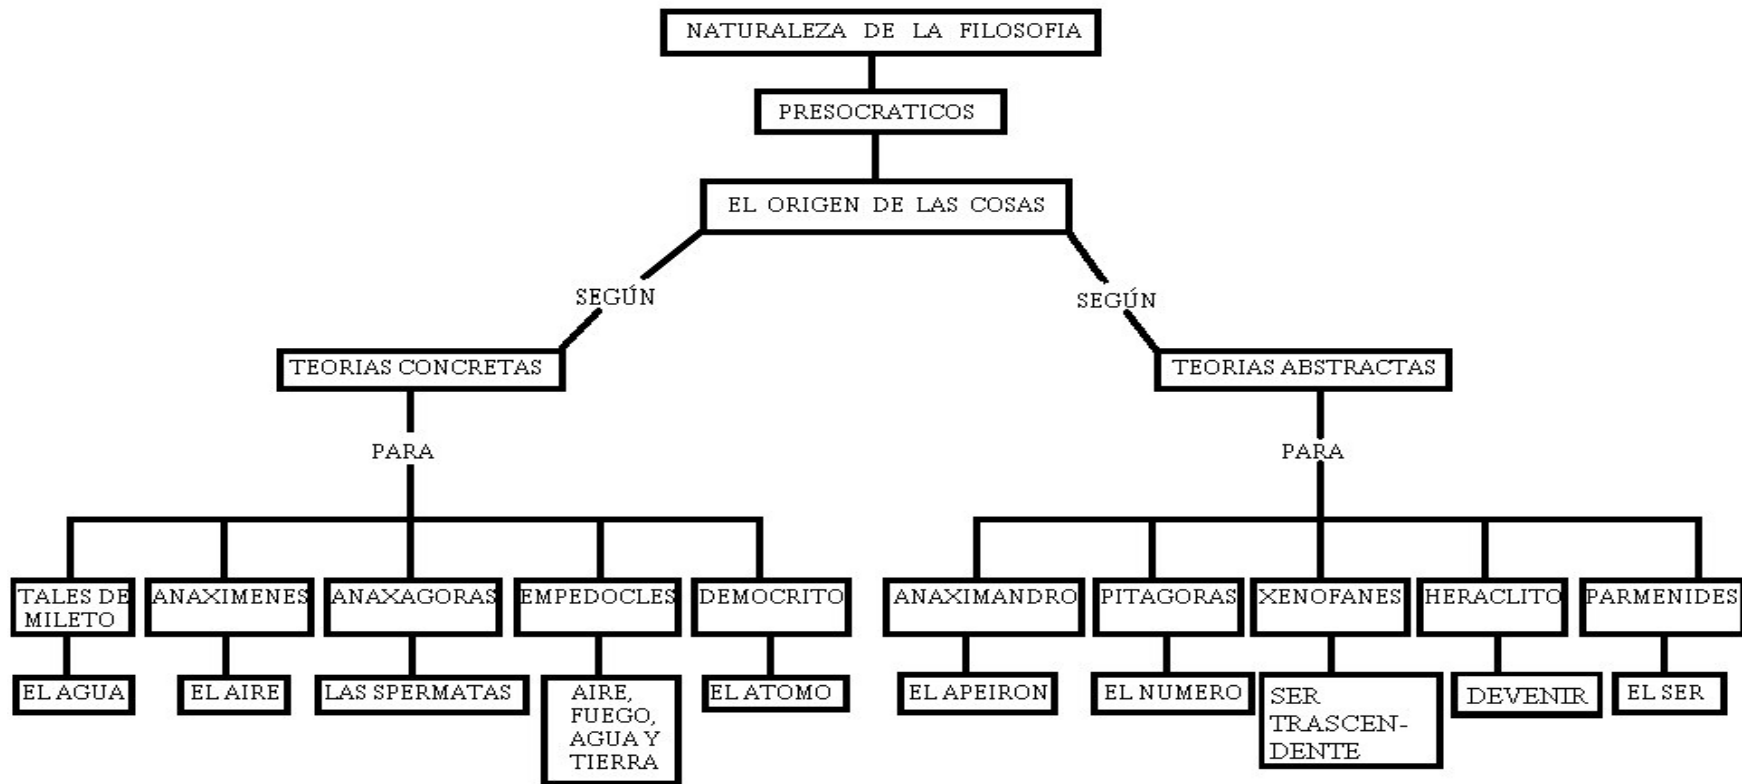 NATURALEZA DE LA FILOSOFIA
PRESOCRATICOS
EL ORIGEN DE LAS COSAS
SEGÚN
SEGÚN
TEORIAS CONCRETAS
TEORIAS ABSTRACTAS
PARA
PARA
TALES DE
MILETO
ANAXIMENES
ANAXAGORAS
EMPEDOCLES
DEMOCRITO
ANAXIMANDRO
PITAGORAS
XENOFANES
HERACLITO
PARMENIDES
EL AGUA
EL AIRE
LAS SPERMATAS
AIRE,
FUEGO,
AGUA Y
TIERRA
EL ATOMO
EL APEIRON
EL NUMERO
SER
TRASCEN-
DENTE
DEVENIR
EL SER